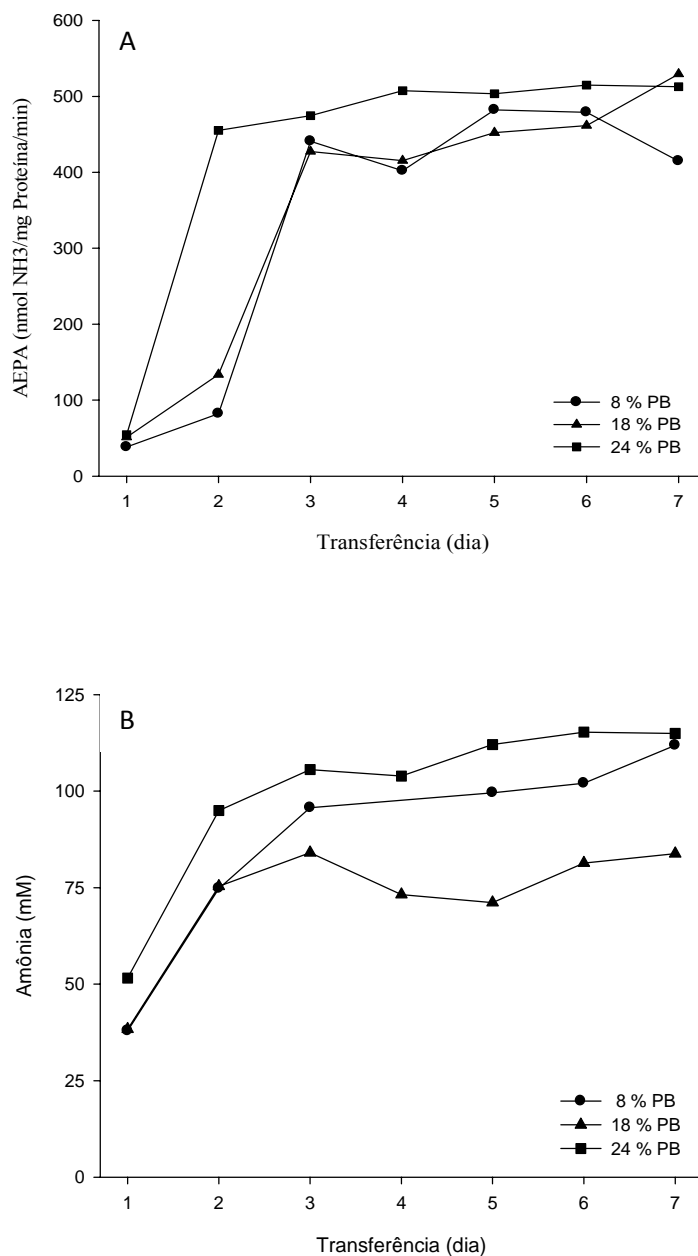 A
600
500
400
300
200
100
0
AEPA (nmol NH3/mg Proteína/min)
8 % PB
18 % PB
24 % PB
1 2 3 4 5 6 7
Transferência (dia)
B
125
100
75
50
25
0
Amônia (mM)
8 % PB
18 % PB
24 % PB
1 2 3 4 5 6 7
Transferência (dia)